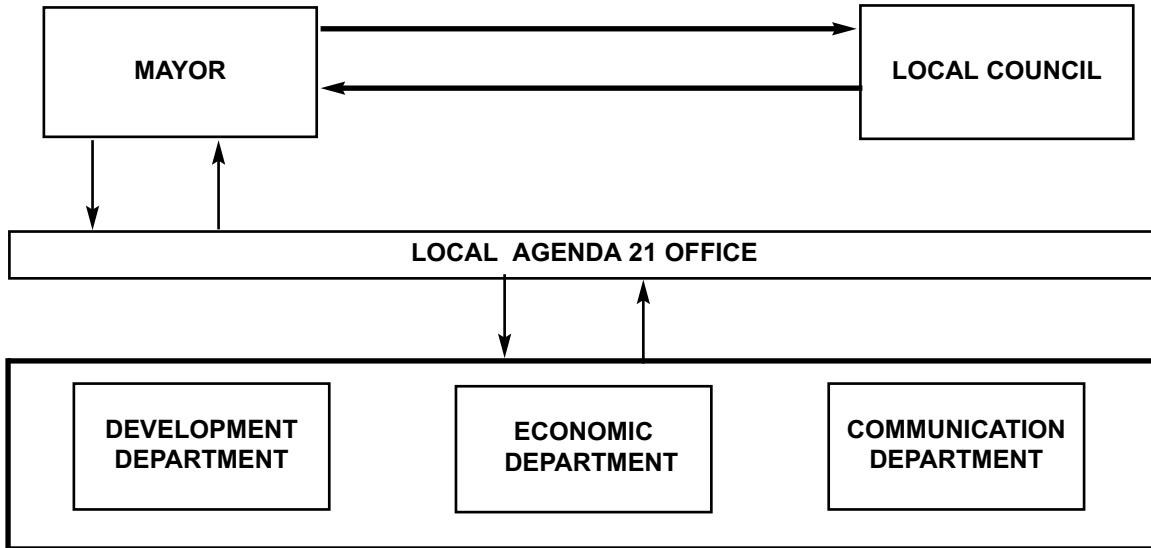 MAYOR
LOCAL COUNCIL
LOCAL AGENDA 21 OFFICE
DEVELOPMENT
DEPARTMENT
ECONOMIC
DEPARTMENT
COMMUNICATION
DEPARTMENT